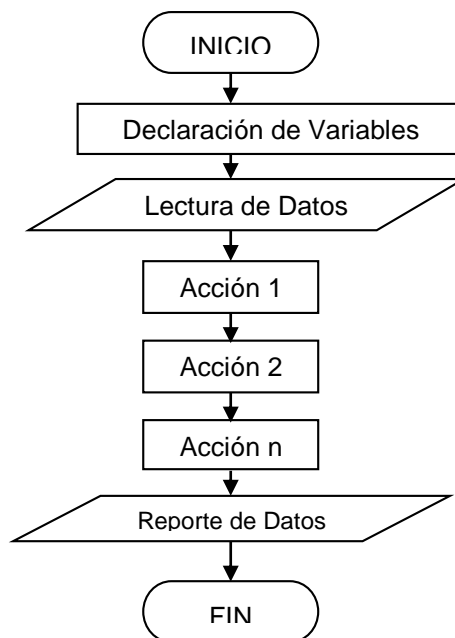 INICIO
Declaración de Variables
Lectura de Datos
Acción 1
Acción 2
Acción n
Reporte de Datos
FIN